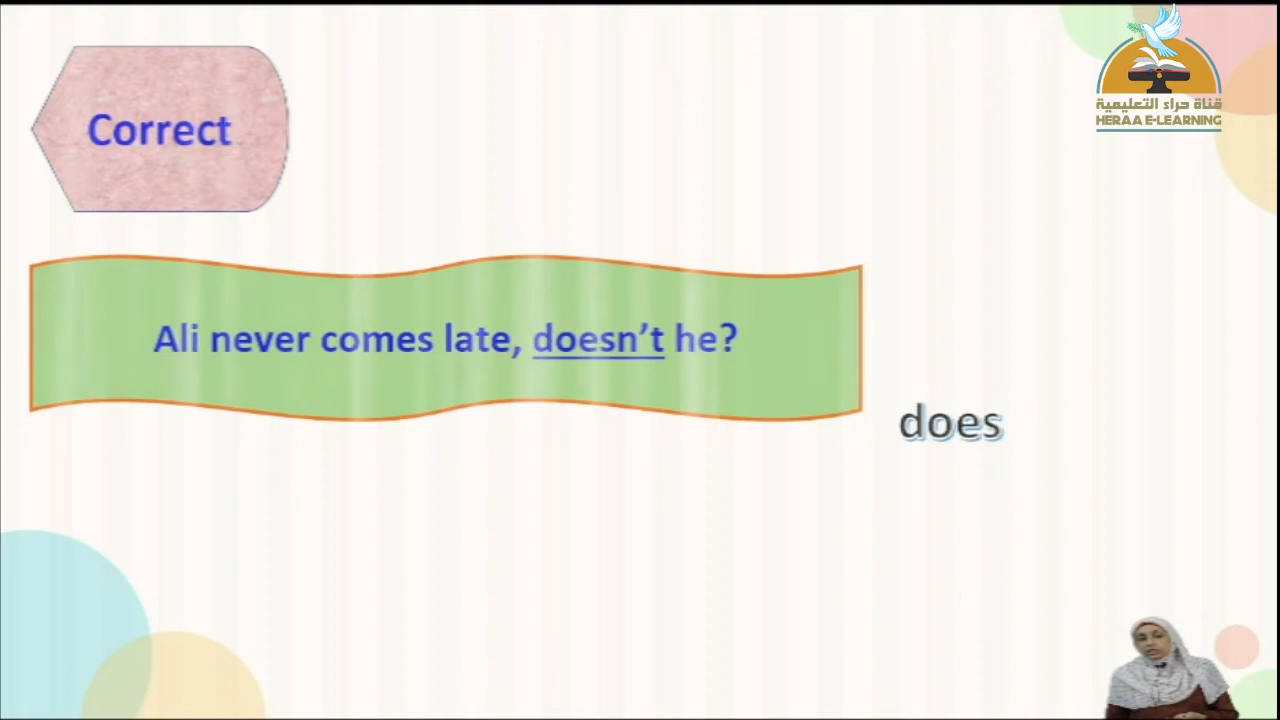 Correct
قناة حراء التعليمية
HERAA E-LEARNING
Ali never comes late, doesn't he?
does